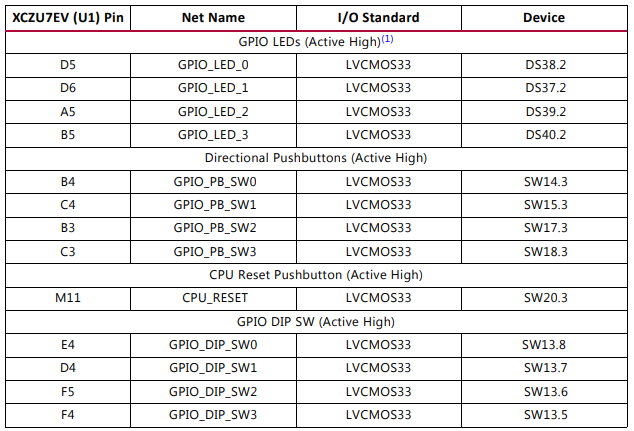 XCZU7EV (U1) Pin Net Name I/O Standard Device
GPIO LEDs (Active High)(1)
D5 GPIO_LED_0 LVCMOS33 DS38.2
D6 GPIO_LED_1 LVCMOS33 DS37.2
A5 GPIO_LED_2 LVCMOS33 DS39.2
B5 GPIO_LED_3 LVCMOS33 DS40.2
Directional Pushbuttons (Active High)
B4 GPIO_PB_SW0 LVCMOS33 SW14.3
C4 GPIO_PB_SW1 LVCMOS33 SW15.3
B3 GPIO_PB_SW2 LVCMOS33 SW17.3
C3 GPIO_PB_SW3 LVCMOS33 SW18.3
CPU Reset Pushbutton (Active High)
M11 CPU_RESET LVCMOS33 SW20.3
GPIO DIP SW (Active High)
E4 GPIO_DIP_SW0 LVCMOS33 SW13.8
D4 GPIO_DIP_SW1 LVCMOS33 SW13.7
F5 GPIO_DIP_SW2 LVCMOS33 SW13.6
F4 GPIO_DIP_SW3 LVCMOS33 SW13.5